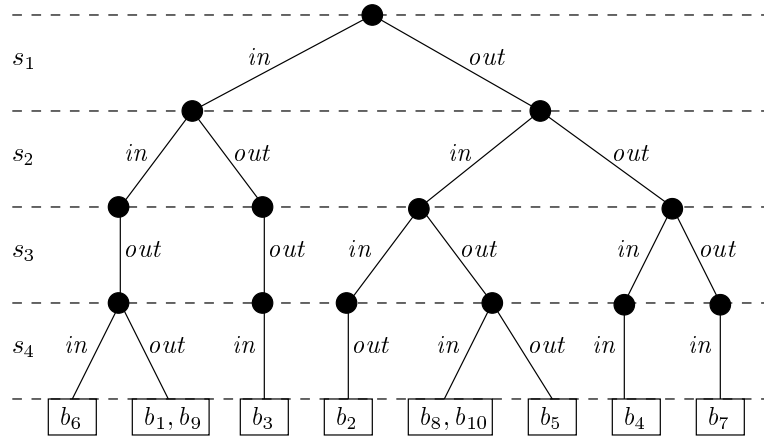 s₁ in out
s₂ in out in out
s₃ out out in out in out
s₄ in out in out in out in in
b₆ b₁, b₉ b₃ b₂ b₈, b₁₀ b₅ b₄ b₇